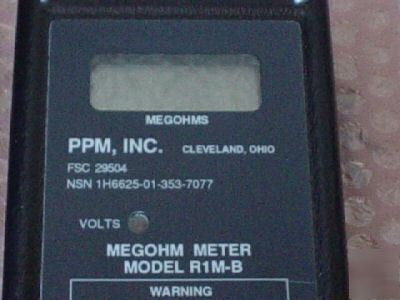 MEGOHMS
PPM, INC. CLEVELAND, OHIO
FSC 29504
NSN 1H6625-01-353-7077
VOLTS
MEGOHM METER
MODEL R1M-B
WARNING